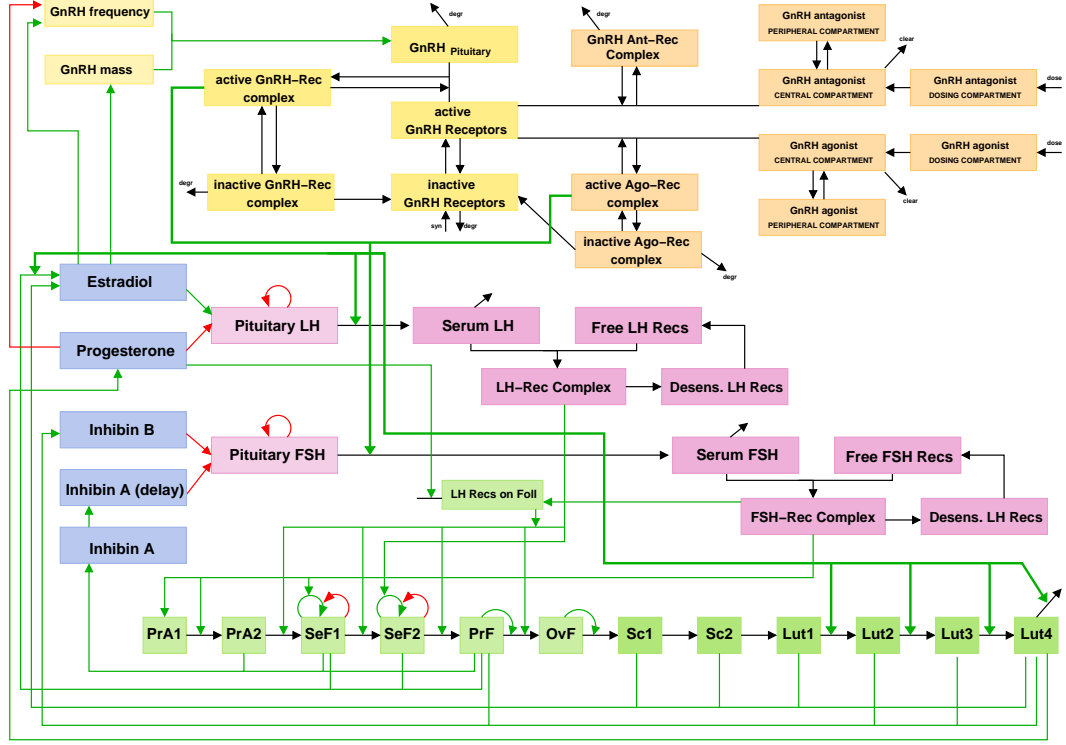 GnRH frequency
GnRH mass
degr
GnRH Pituitary
degr
GnRH Ant–Rec
Complex
GnRH antagonist
PERIPHERAL COMPARTMENT
clear
active GnRH–Rec
complex
GnRH antagonist
CENTRAL COMPARTMENT
GnRH antagonist
DOSING COMPARTMENT
dose
active
GnRH Receptors
GnRH agonist
CENTRAL COMPARTMENT
GnRH agonist
DOSING COMPARTMENT
dose
degr
inactive GnRH–Rec
complex
inactive
GnRH Receptors
syn
degr
active Ago–Rec
complex
GnRH agonist
PERIPHERAL COMPARTMENT
clear
inactive Ago–Rec
complex
degr
Estradiol
Pituitary LH
Serum LH
Free LH Recs
Progesterone
LH–Rec Complex
Desens. LH Recs
Inhibin B
Pituitary FSH
Serum FSH
Free FSH Recs
Inhibin A (delay)
LH Recs on Foll
FSH–Rec Complex
Desens. LH Recs
Inhibin A
PrA1
PrA2
SeF1
SeF2
PrF
OvF
Sc1
Sc2
Lut1
Lut2
Lut3
Lut4